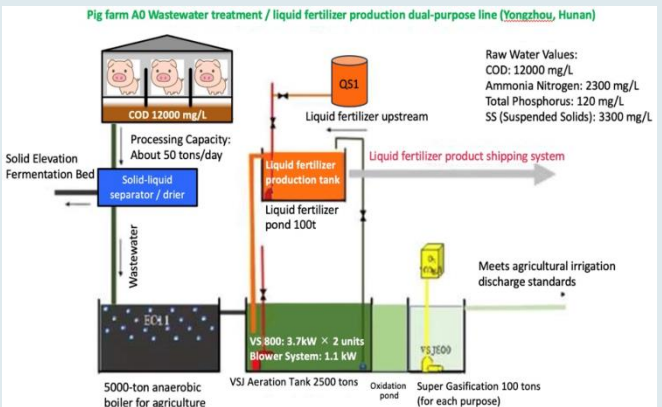 Pig farm A0 Wastewater treatment / liquid fertilizer production dual-purpose line (Yongzhou, Hunan)
COD 12000 mg/L
QS1
Raw Water Values:
COD: 12000 mg/L
Ammonia Nitrogen: 2300 mg/L
Total Phosphorus: 120 mg/L
SS (Suspended Solids): 3300 mg/L
Liquid fertilizer upstream
Processing Capacity:
About 50 tons/day
Solid Elevation
Fermentation Bed
Solid-liquid
separator / drier
Liquid fertilizer
production tank
Liquid fertilizer product shipping system
Liquid fertilizer
pond 100t
Wastewater
Meets agricultural irrigation
discharge standards
VS 800: 3.7kW × 2 units
Blower System: 1.1 kW
5000-ton anaerobic
boiler for agriculture
VSJ Aeration Tank 2500 tons
Oxidation
pond
Super Gasification 100 tons
(for each purpose)